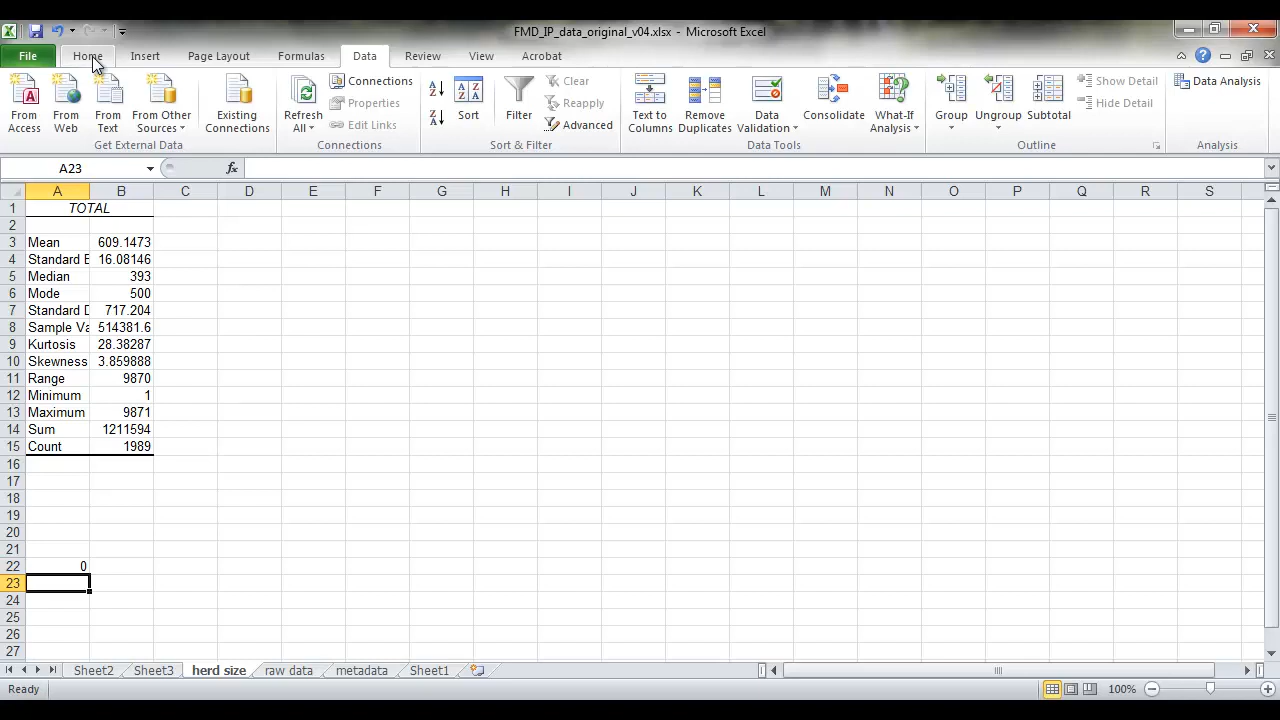 FMD_IP_data_original_v04.xlsx - Microsoft Excel
File Home Insert Page Layout Formulas Data Review View Acrobat
From Access
From Web
From Text
From Other Sources
Existing Connections
Get External Data
Refresh All
Connections
Properties
Edit Links
Connections
Sort
Filter
Clear
Reapply
Advanced
Sort & Filter
Text to Columns
Remove Duplicates
Data Validation
Consolidate
What-If Analysis
Data Tools
Group
Ungroup
Subtotal
Show Detail
Hide Detail
Outline
Data Analysis
Analysis
A23 fx
A B C D E F G H I J K L M N O P Q R S
1 TOTAL
2
3 Mean 609.1473
4 Standard E 16.08146
5 Median 393
6 Mode 500
7 Standard D 717.204
8 Sample Va 514381.6
9 Kurtosis 28.38287
10 Skewness 3.859888
11 Range 9870
12 Minimum 1
13 Maximum 9871
14 Sum 1211594
15 Count 1989
16
17
18
19
20
21
22 0
23
24
25
26
27
Sheet2 Sheet3 herd size raw data metadata Sheet1
Ready 100%